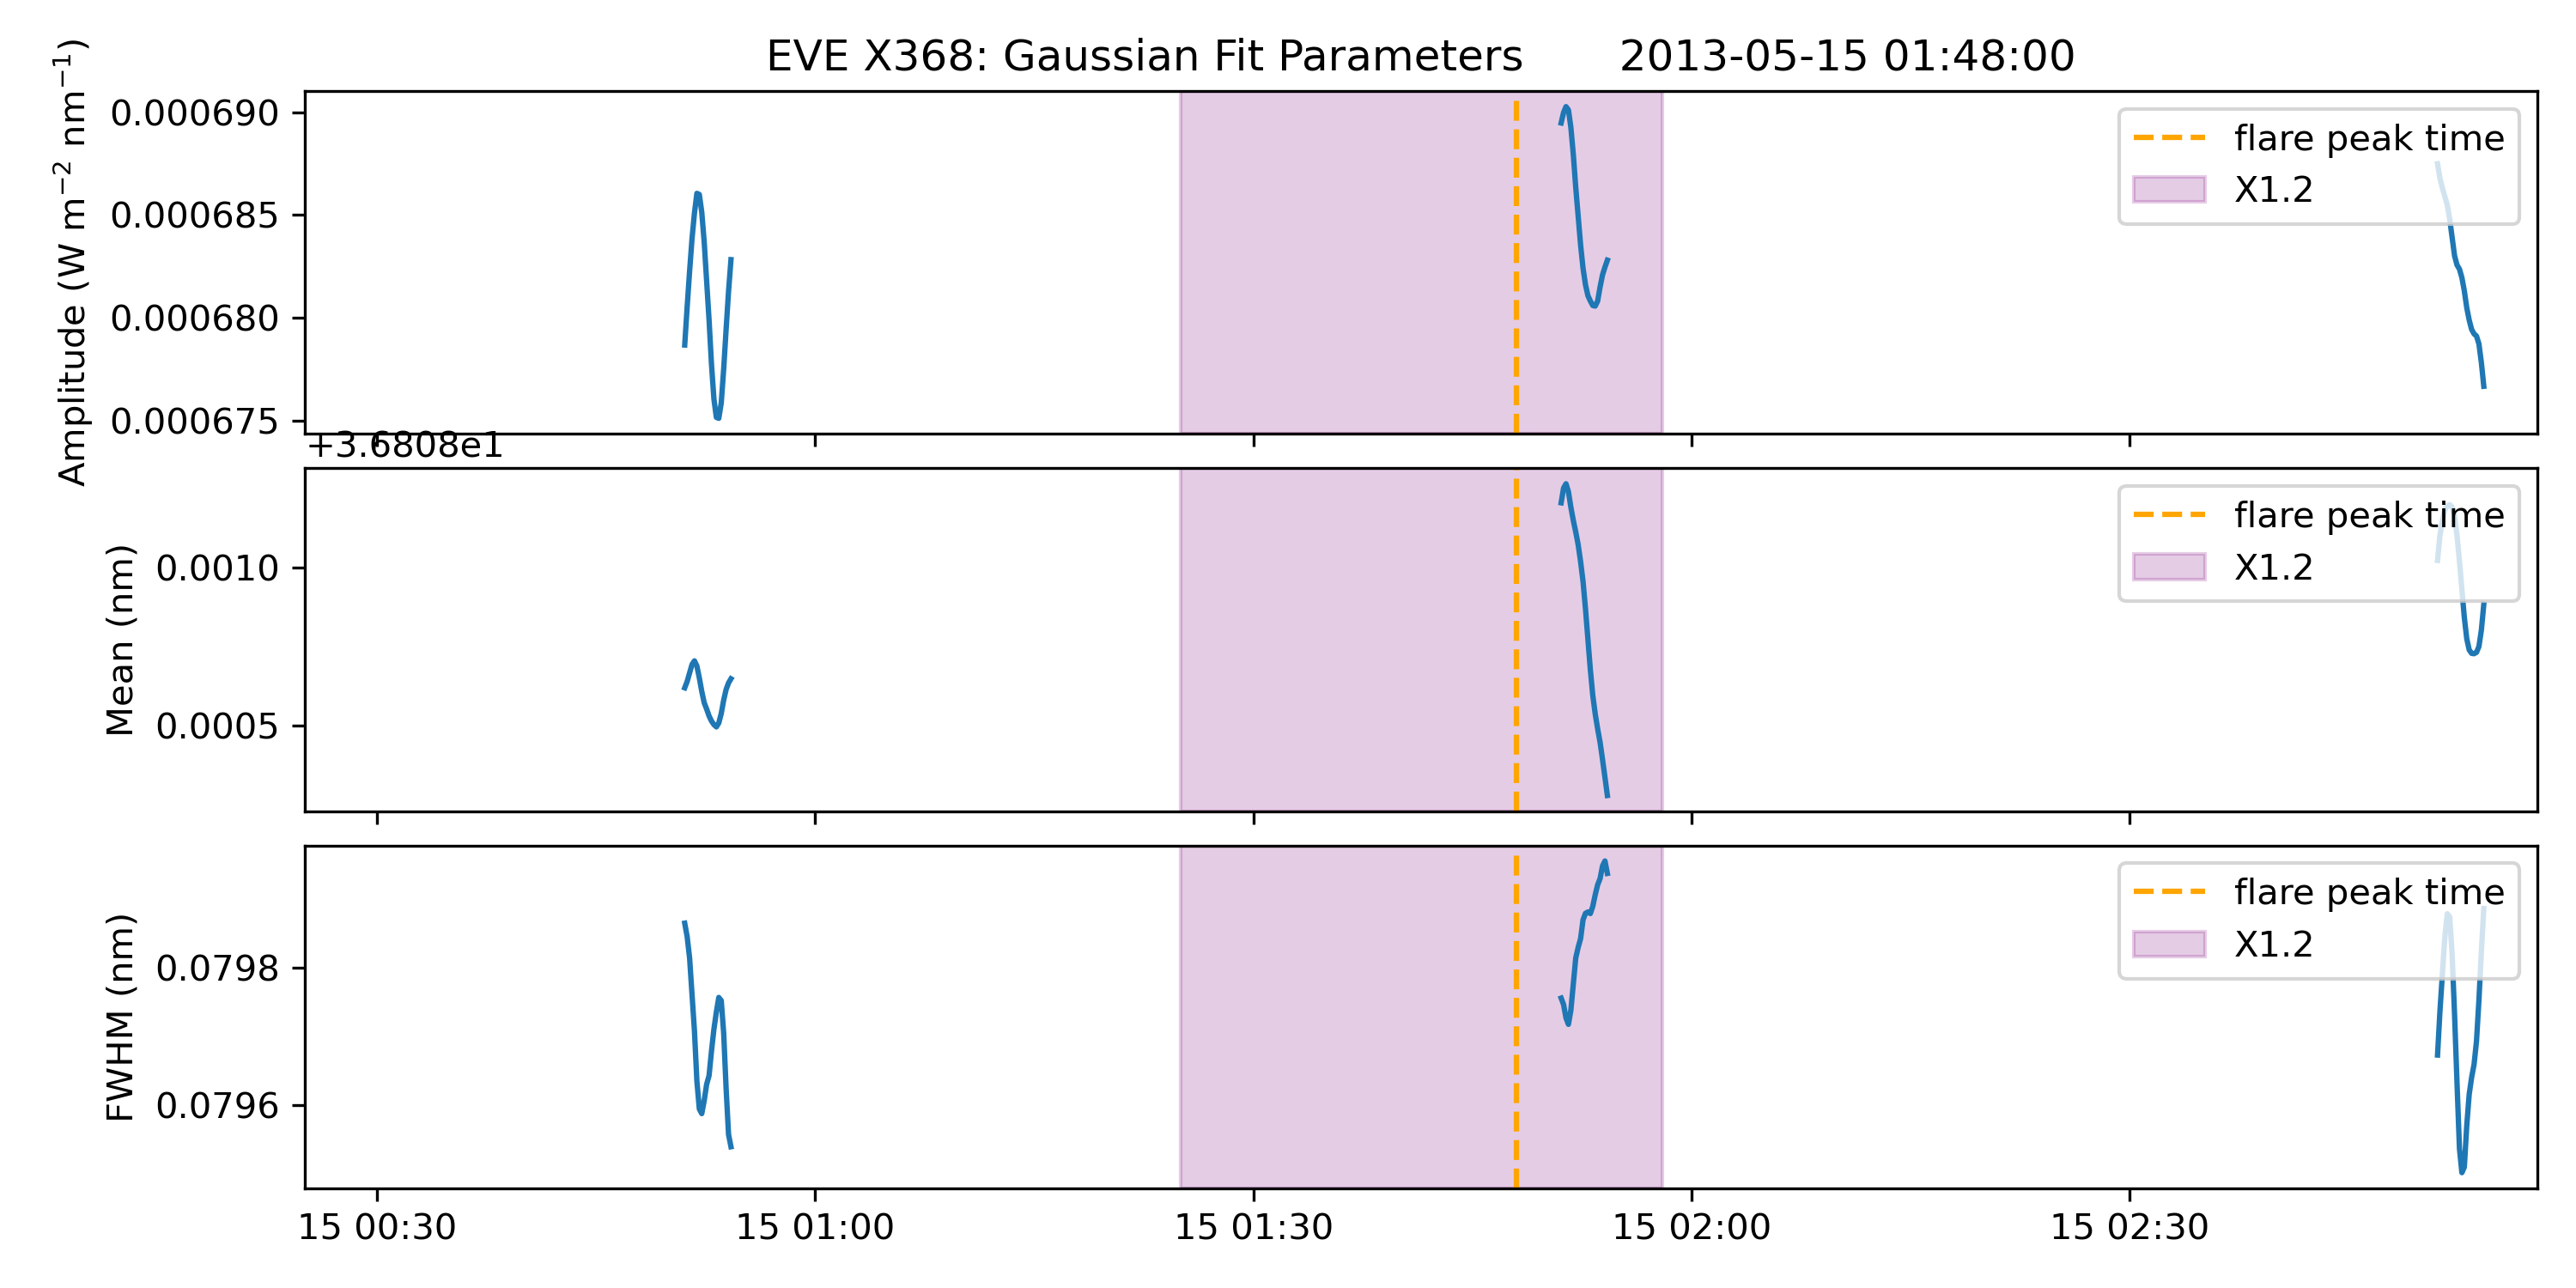 EVE X368: Gaussian Fit Parameters 2013-05-15 01:48:00
Amplitude (W m⁻² nm⁻¹)
0.000690
0.000685
0.000680
0.000675
flare peak time
X1.2
+3.6808e1
Mean (nm)
0.0010
0.0005
flare peak time
X1.2
FWHM (nm)
0.0798
0.0796
flare peak time
X1.2
15 00:30 15 01:00 15 01:30 15 02:00 15 02:30